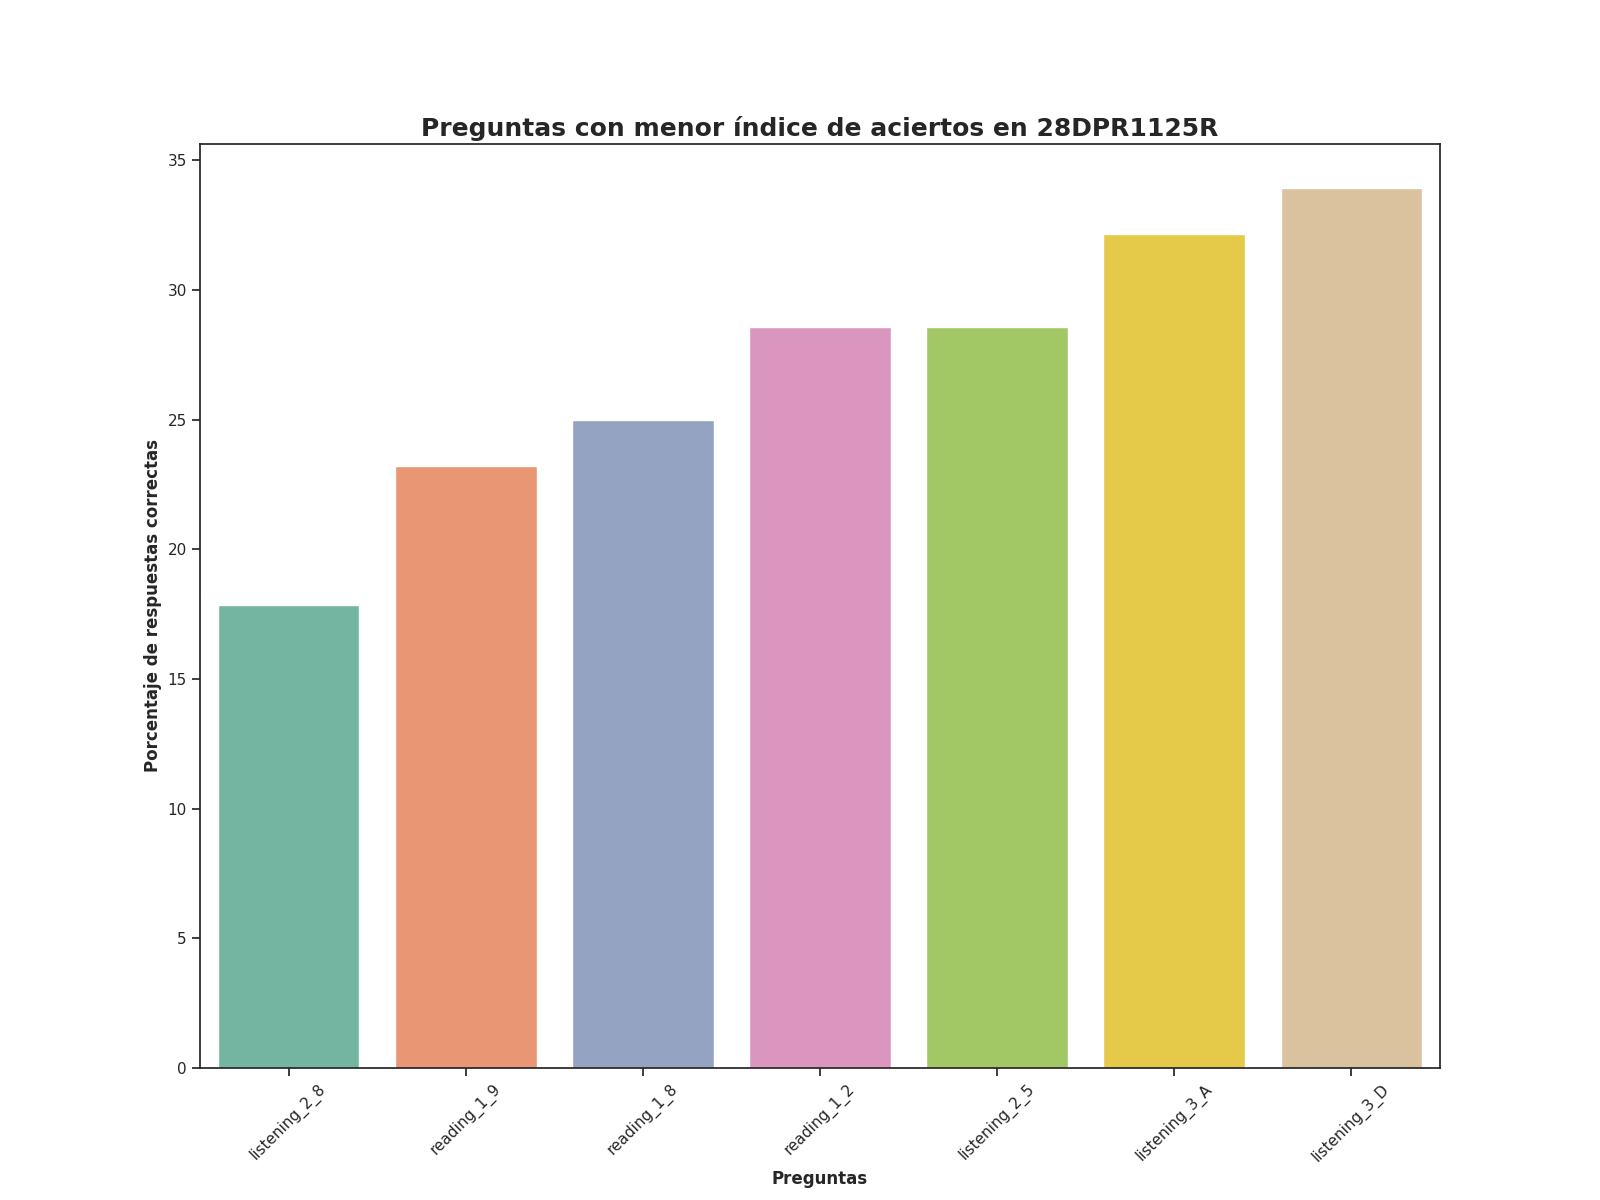 Preguntas con menor índice de aciertos en 28DPR1125R
Porcentaje de respuestas correctas
35
30
25
20
15
10
5
0
listening_2_8
reading_1_9
reading_1_8
reading_1_2
listening_2_5
listening_3_A
listening_3_D
Preguntas